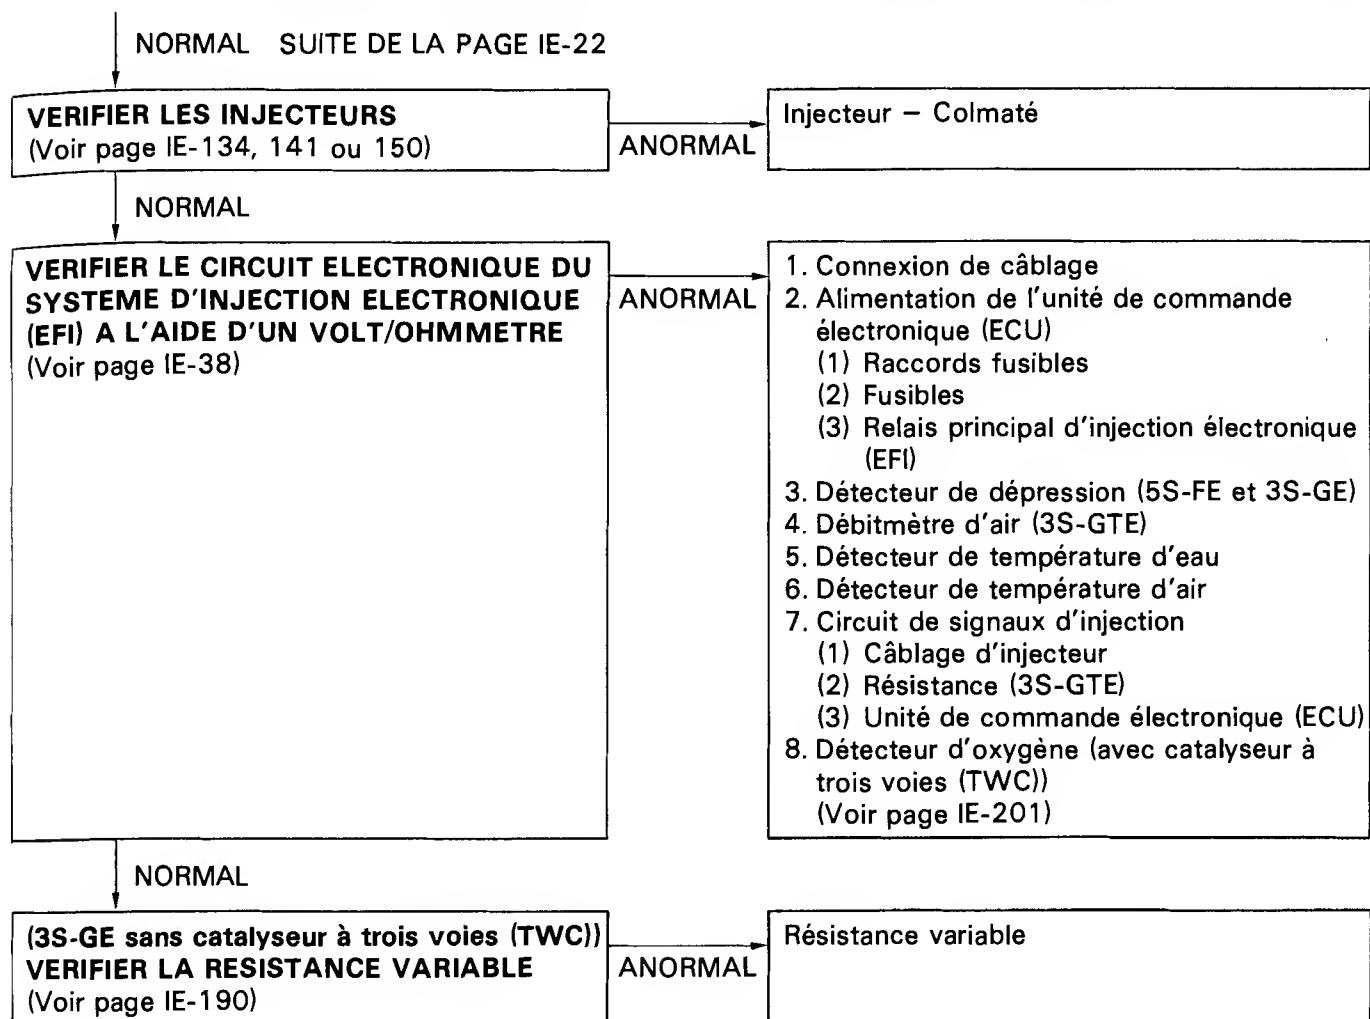 NORMAL SUITE DE LA PAGE IE-22
VERIFIER LES INJECTEURS
(Voir page IE-134, 141 ou 150)
ANORMAL
Injecteur – Colmaté
NORMAL
VERIFIER LE CIRCUIT ELECTRONIQUE DU
SYSTEME D'INJECTION ELECTRONIQUE
(EFI) A L'AIDE D'UN VOLT/OHMMETRE
(Voir page IE-38)
ANORMAL
1. Connexion de câblage
2. Alimentation de l'unité de commande
électronique (ECU)
(1) Raccords fusibles
(2) Fusibles
(3) Relais principal d'injection électronique
(EFI)
3. Détecteur de dépression (5S-FE et 3S-GE)
4. Débitmètre d'air (3S-GTE)
5. Détecteur de température d'eau
6. Détecteur de température d'air
7. Circuit de signaux d'injection
(1) Câblage d'injecteur
(2) Résistance (3S-GTE)
(3) Unité de commande électronique (ECU)
8. Détecteur d'oxygène (avec catalyseur à
trois voies (TWC))
(Voir page IE-201)
NORMAL
(3S-GE sans catalyseur à trois voies (TWC))
VERIFIER LA RESISTANCE VARIABLE
(Voir page IE-190)
ANORMAL
Résistance variable